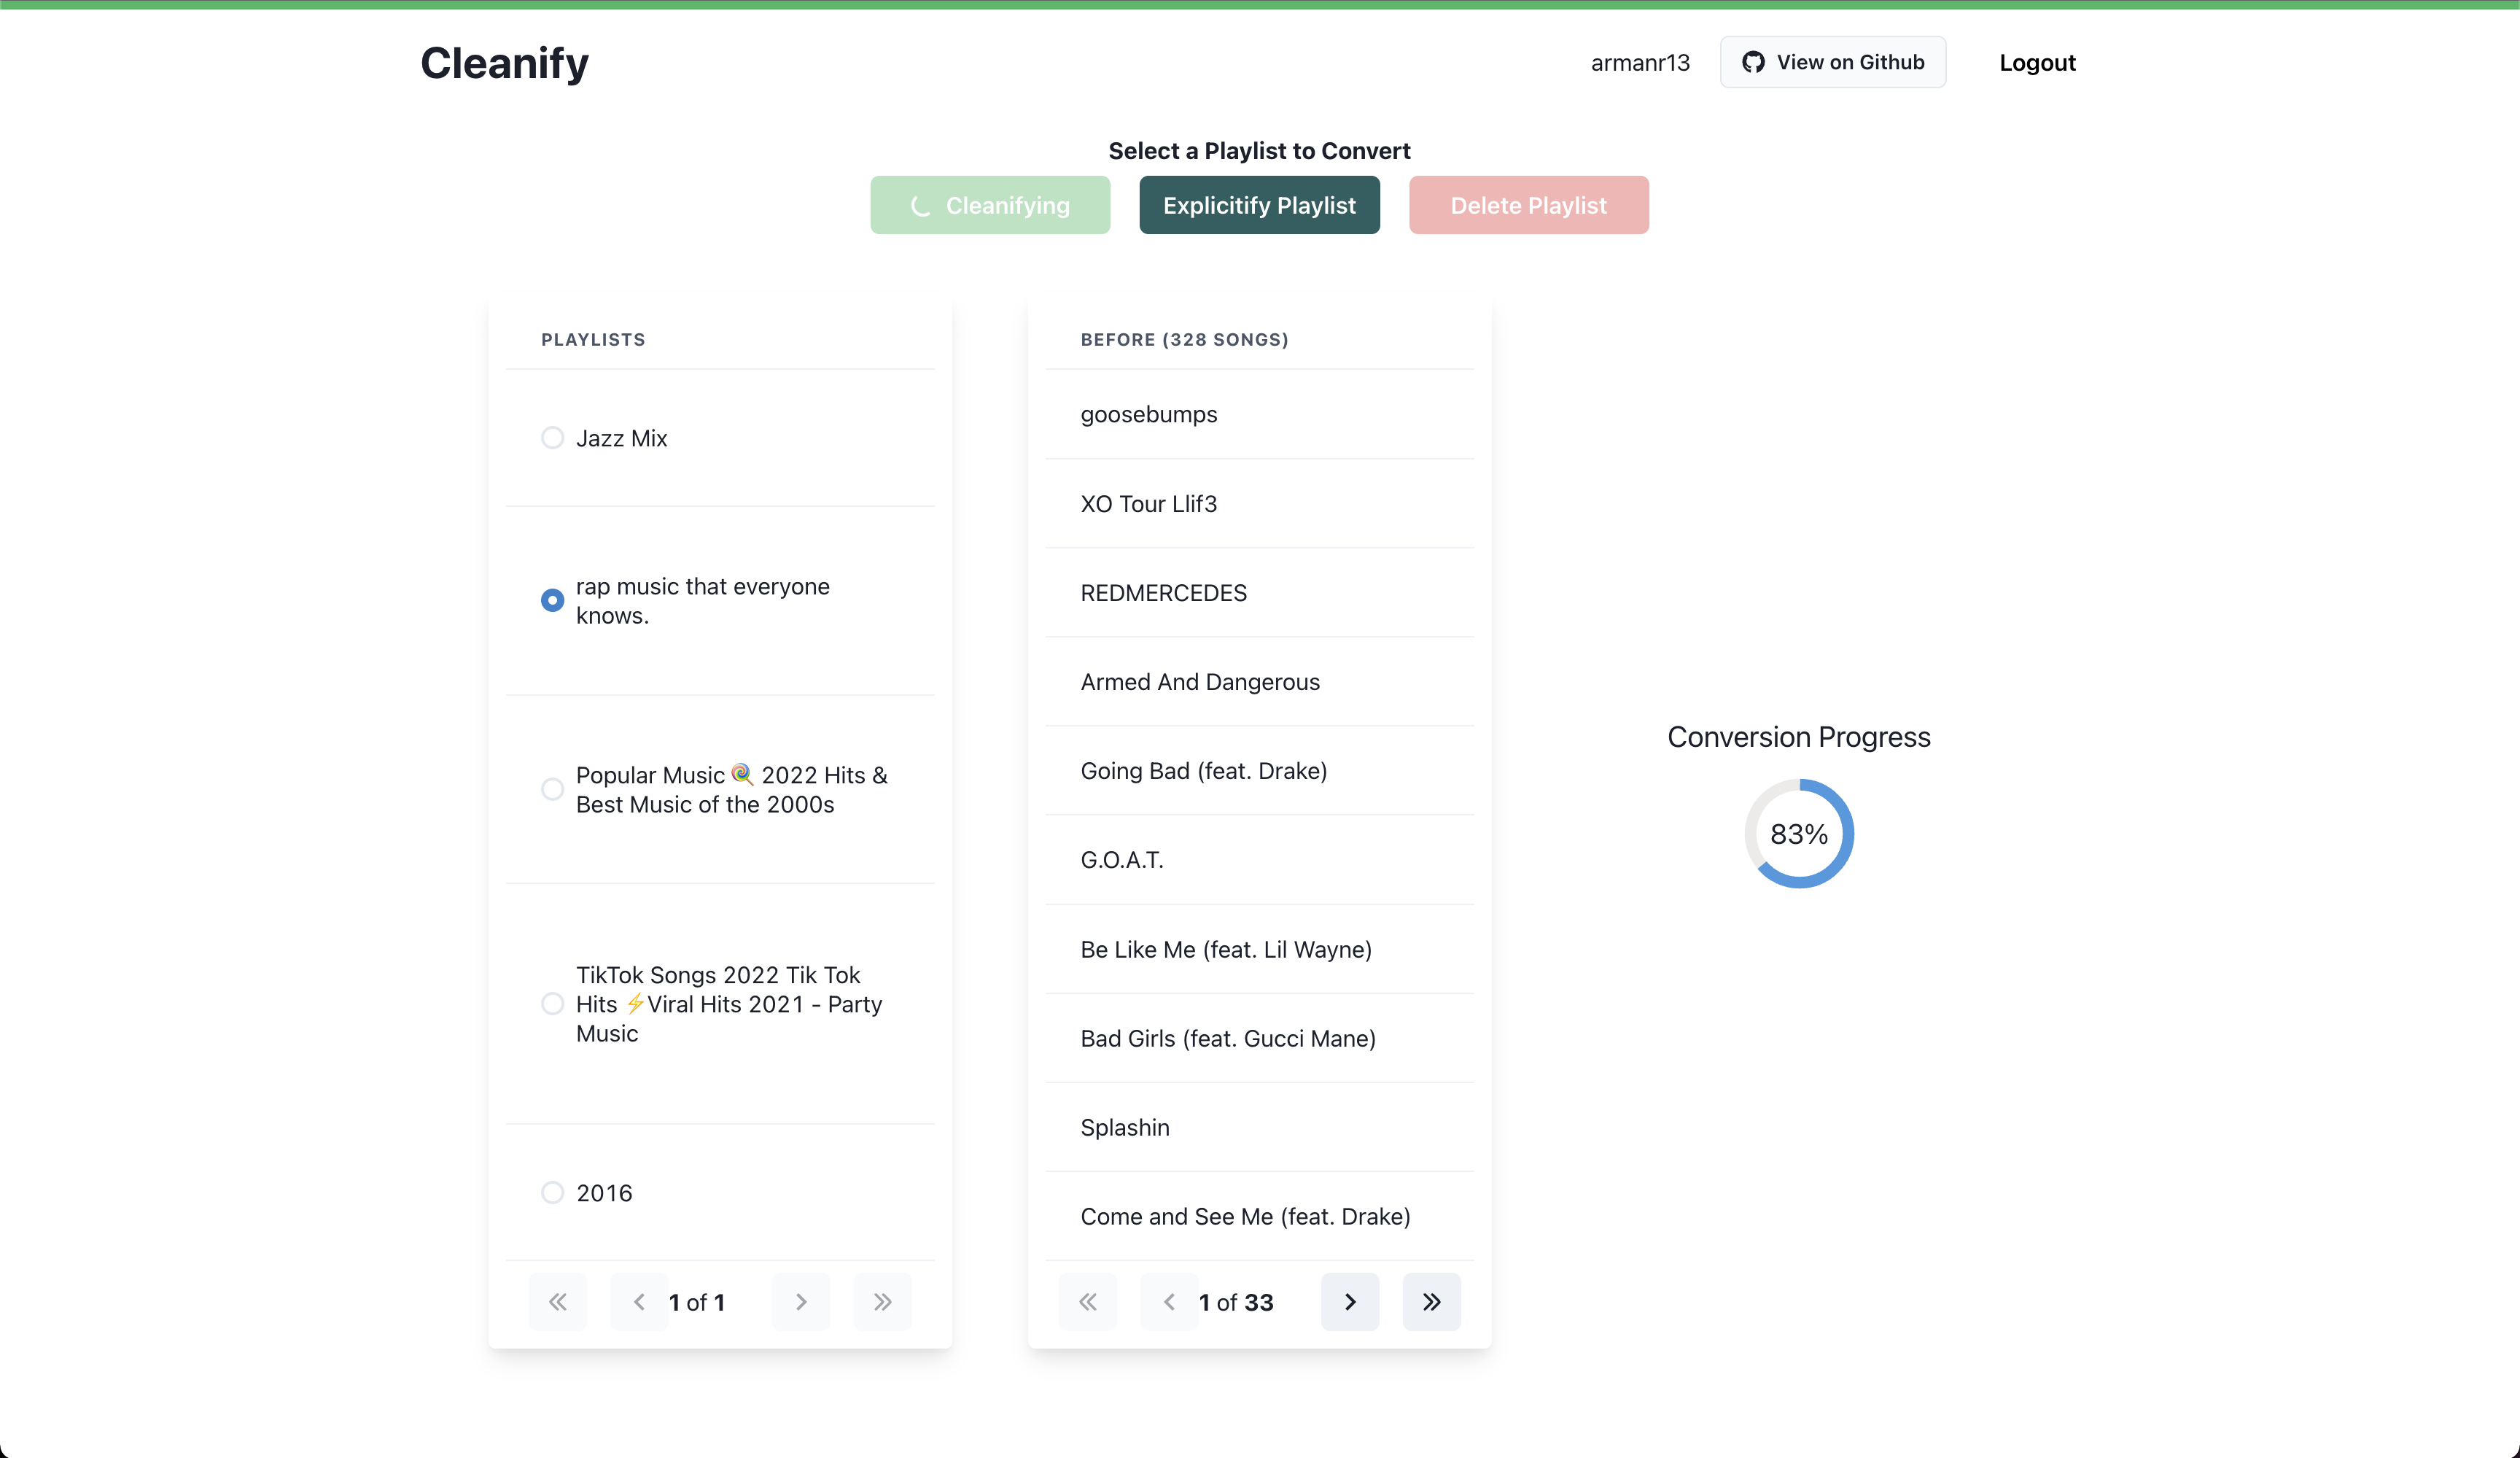 Cleanify
armanr13
View on Github
Logout
Select a Playlist to Convert
Cleanifying
Explicitify Playlist
Delete Playlist
PLAYLISTS
Jazz Mix
rap music that everyone
knows.
Popular Music 🍭 2022 Hits &
Best Music of the 2000s
TikTok Songs 2022 Tik Tok
Hits ⚡Viral Hits 2021 - Party
Music
2016
1 of 1
BEFORE (328 SONGS)
goosebumps
XO Tour Llif3
REDMERCEDES
Armed And Dangerous
Going Bad (feat. Drake)
G.O.A.T.
Be Like Me (feat. Lil Wayne)
Bad Girls (feat. Gucci Mane)
Splashin
Come and See Me (feat. Drake)
1 of 33
Conversion Progress
83%